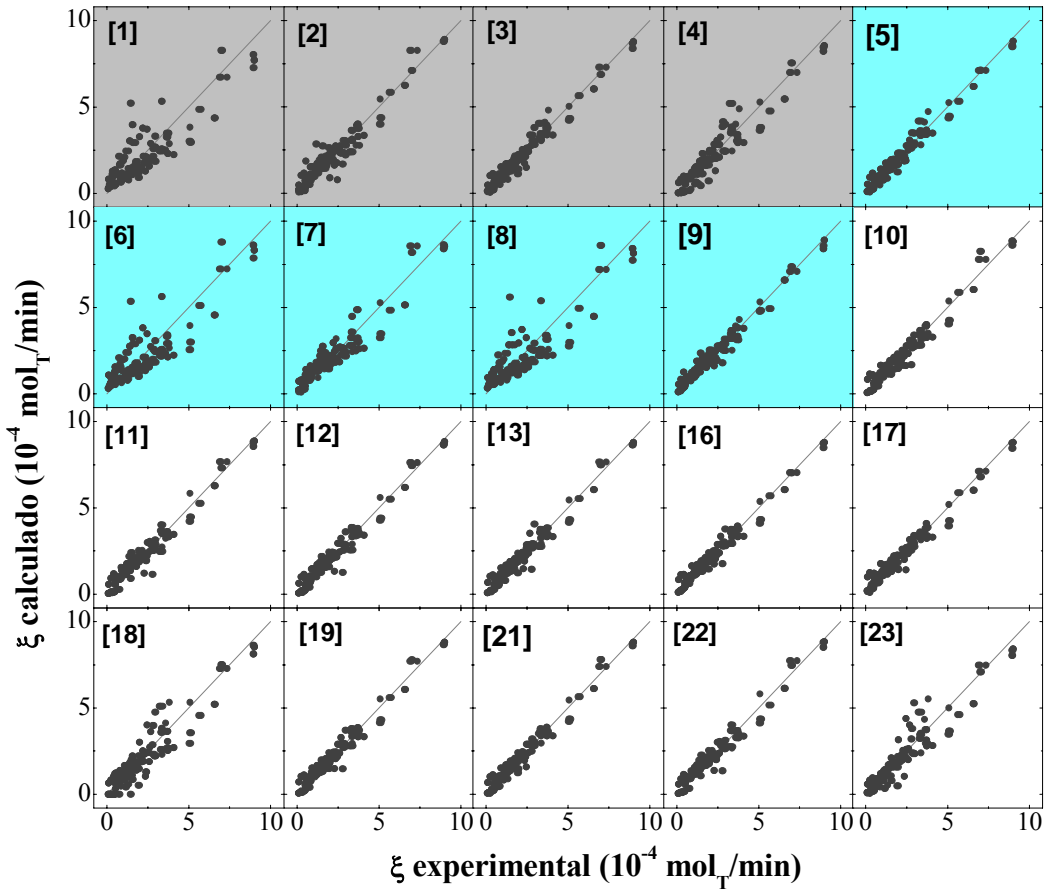 10 [1] [2] [3] [4] [5]
5
0
10 [6] [7] [8] [9] [10]
5
0
ξ calculado (10⁻⁴ mol_T/min)
10 [11] [12] [13] [16] [17]
5
0
10 [18] [19] [21] [22] [23]
5
0
0 5 10 0 5 10 0 5 10 0 5 10 0 5 10
ξ experimental (10⁻⁴ mol_T/min)